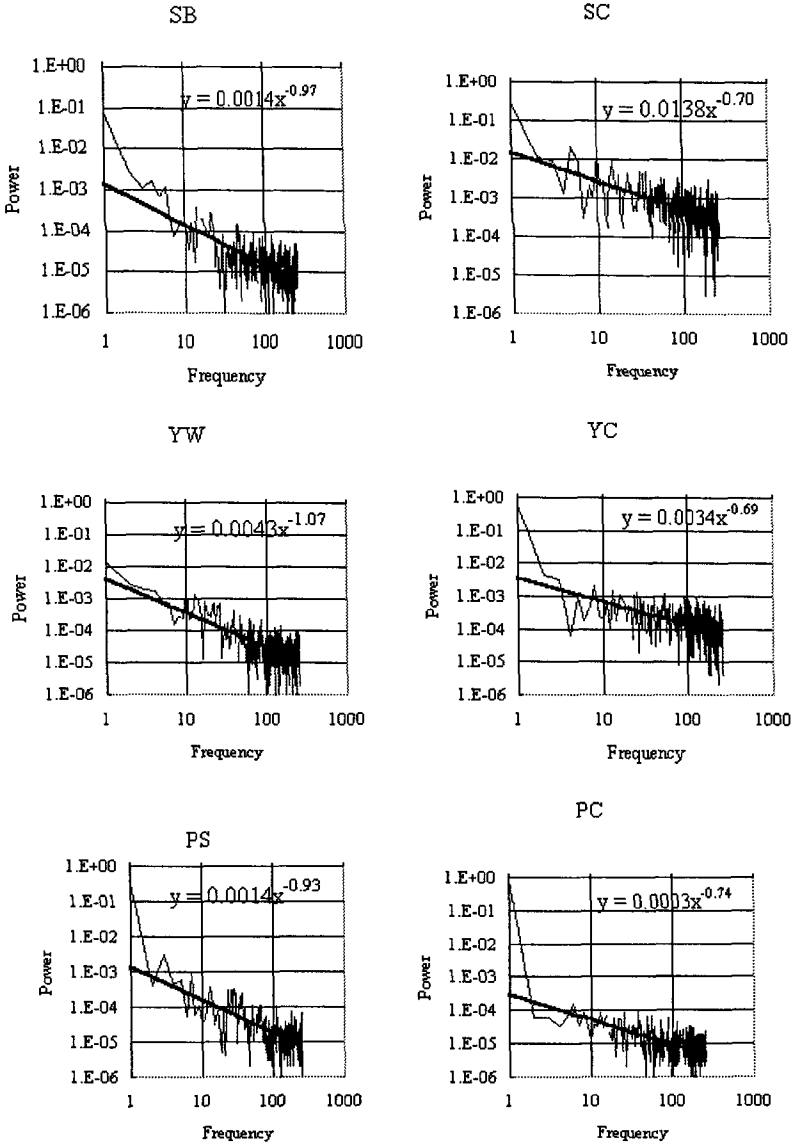 SB
y = 0.0014x^-0.97
1.E+00
1.E-01
1.E-02
1.E-03
1.E-04
1.E-05
1.E-06
Power
1 10 100 1000
Frequency
SC
y = 0.0138x^-0.70
1.E+00
1.E-01
1.E-02
1.E-03
1.E-04
1.E-05
1.E-06
Power
1 10 100 1000
Frequency
YW
y = 0.0043x^-1.07
1.E+00
1.E-01
1.E-02
1.E-03
1.E-04
1.E-05
1.E-06
Power
1 10 100 1000
Frequency
YC
y = 0.0034x^-0.69
1.E+00
1.E-01
1.E-02
1.E-03
1.E-04
1.E-05
1.E-06
Power
1 10 100 1000
Frequency
PS
y = 0.0014x^-0.93
1.E+00
1.E-01
1.E-02
1.E-03
1.E-04
1.E-05
1.E-06
Power
1 10 100 1000
Frequency
PC
y = 0.0003x^-0.74
1.E+00
1.E-01
1.E-02
1.E-03
1.E-04
1.E-05
1.E-06
Power
1 10 100 1000
Frequency